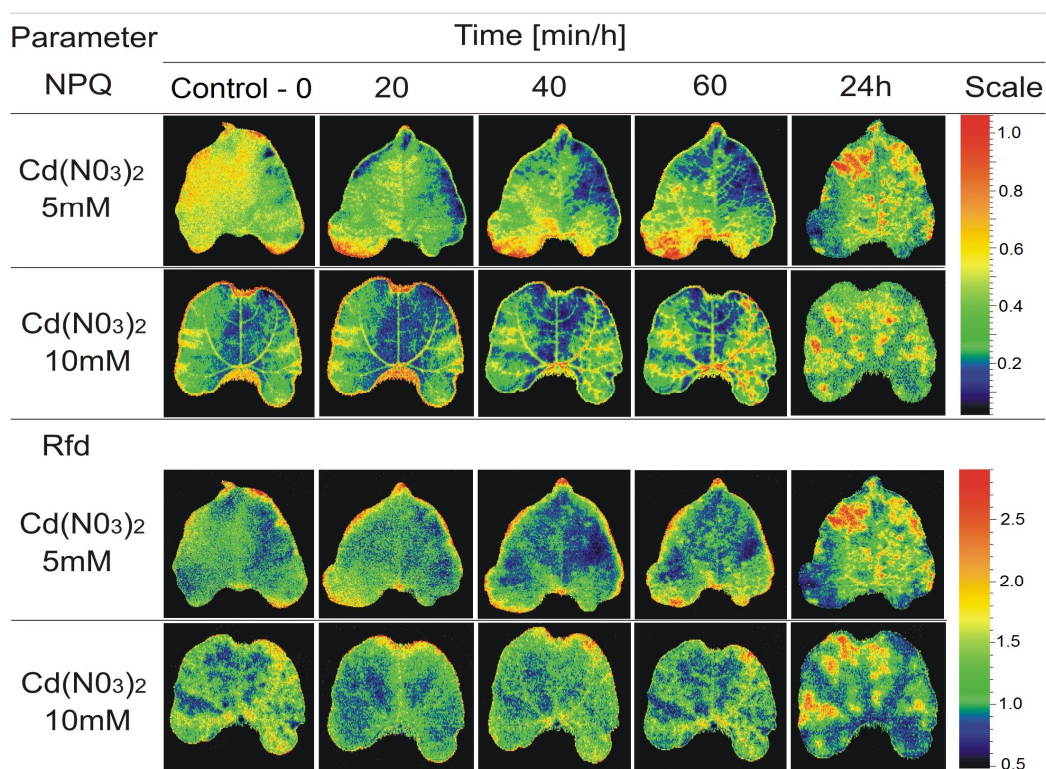 Parameter Time [min/h]
NPQ Control - 0 20 40 60 24h Scale
Cd(N03)2
5mM
1.0
0.8
0.6
0.4
0.2
Cd(N03)2
10mM
Rfd
Cd(N03)2
5mM
2.5
2.0
1.5
1.0
0.5
Cd(N03)2
10mM